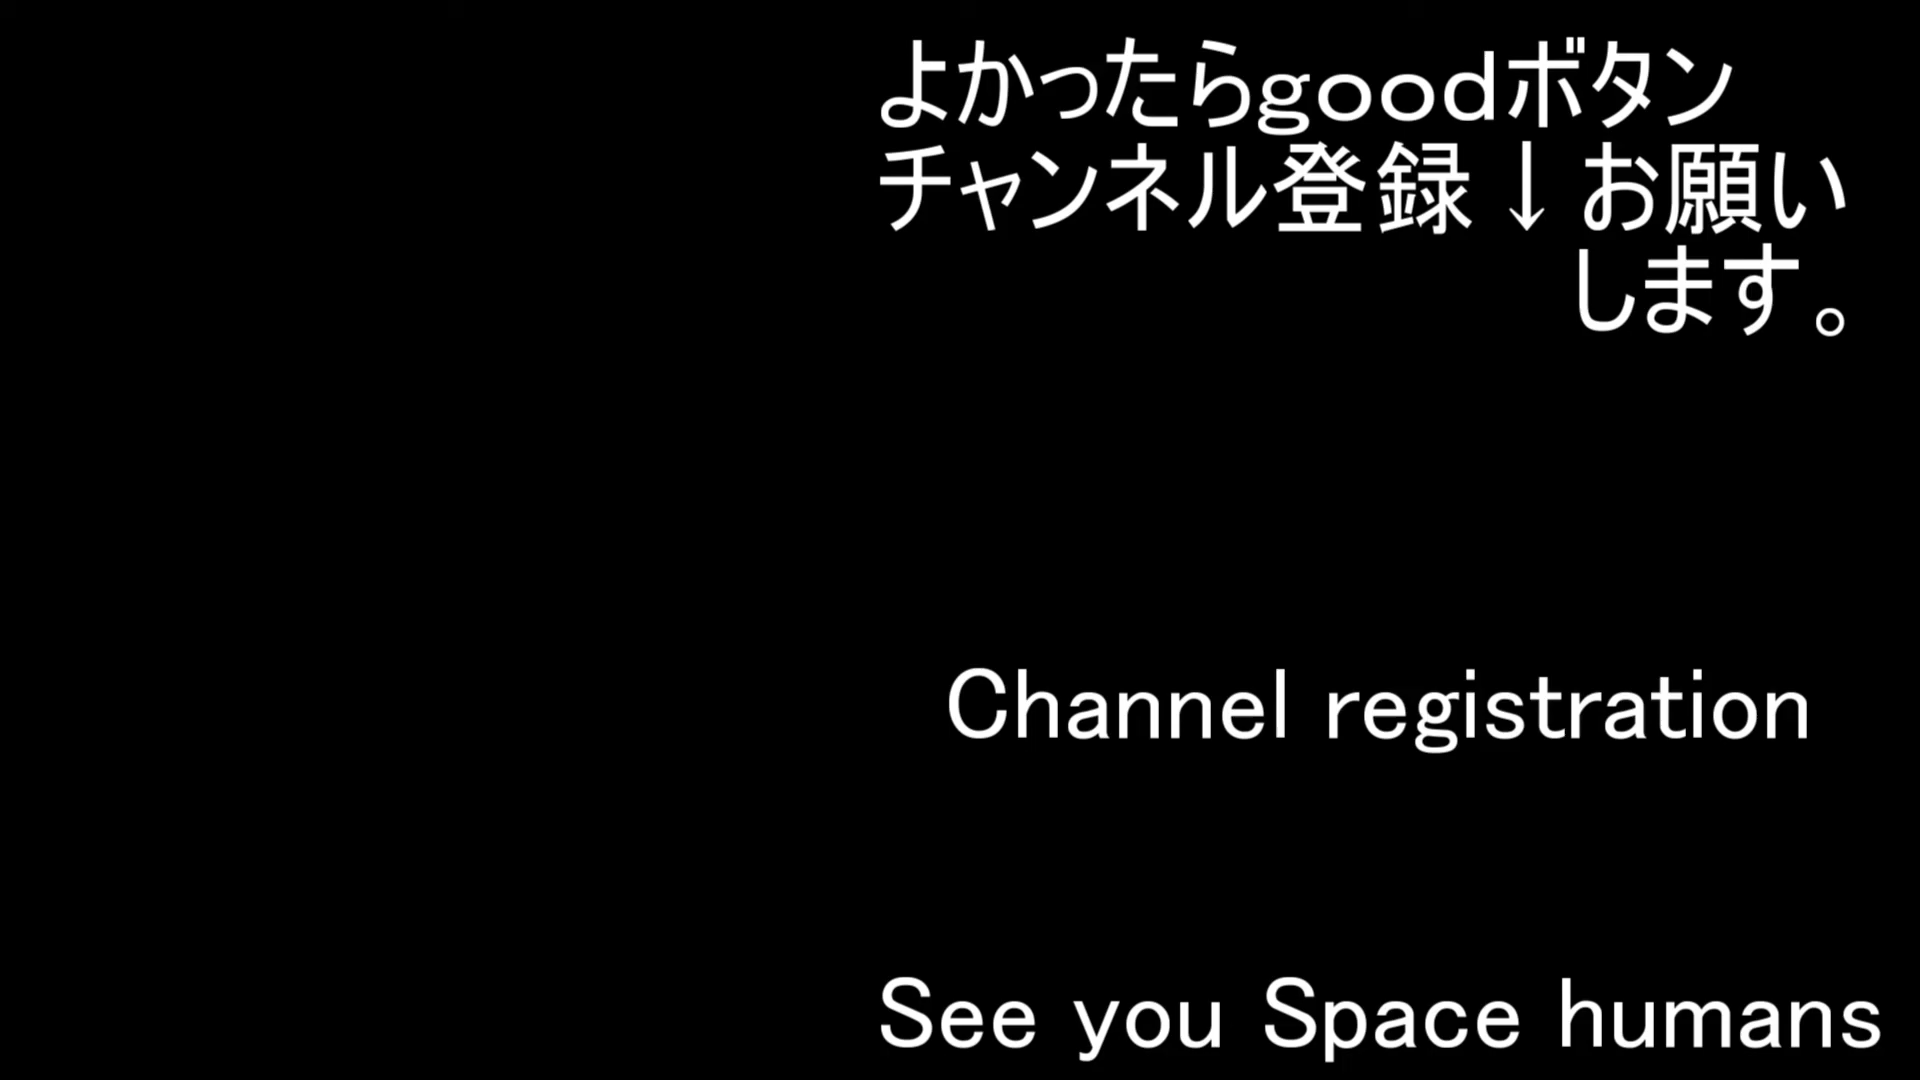 よかったらgoodボタン
チャンネル登録↓お願い
します。
Channel registration
See you Space humans